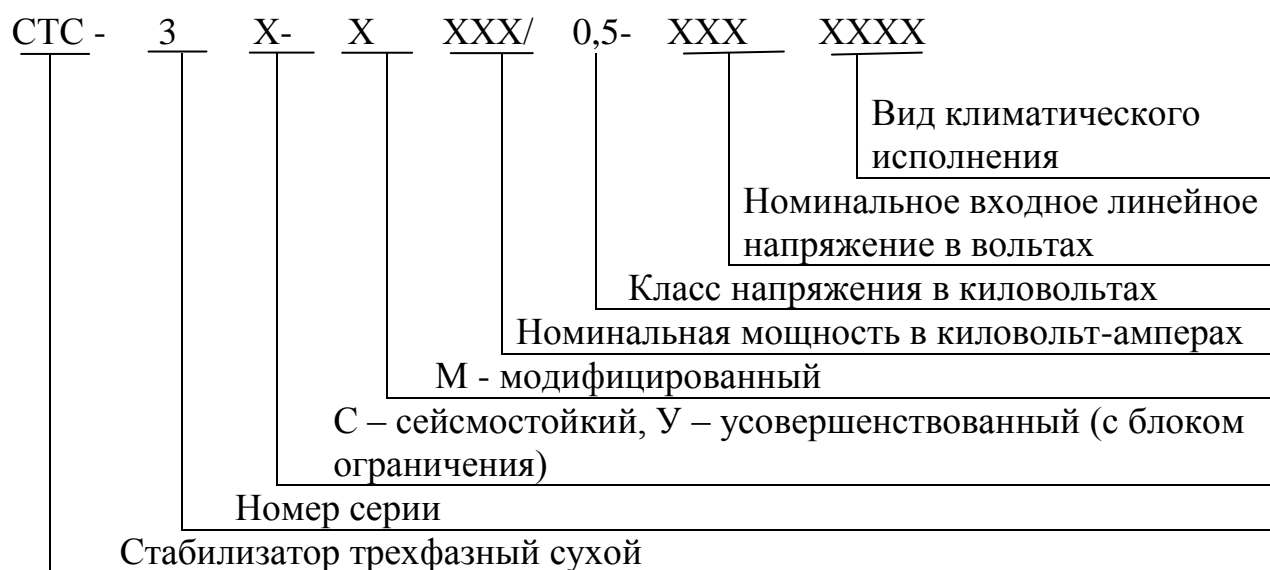 СТС - 3 Х- Х ХХХ/ 0,5- ХХХ ХХХХ
Вид климатического
исполнения
Номинальное входное линейное
напряжение в вольтах
Класс напряжения в киловольтах
Номинальная мощность в киловольт-амперах
М - модифицированный
С – сейсмостойкий, У – усовершенствованный (с блоком
ограничения)
Номер серии
Стабилизатор трехфазный сухой